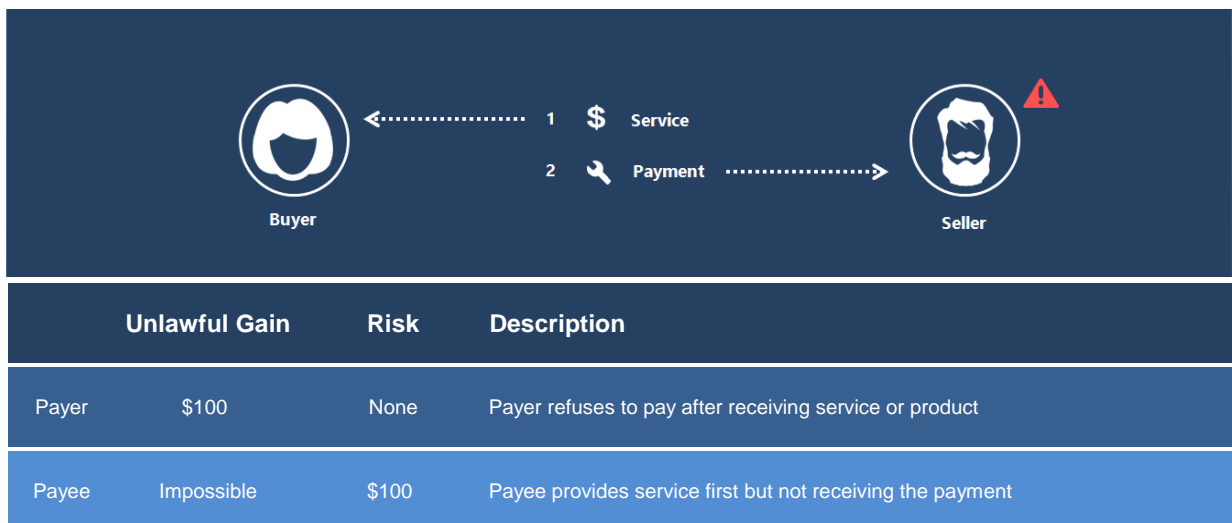 1 $ Service
2 Payment
Buyer
Seller
Unlawful Gain Risk Description
Payer $100 None Payer refuses to pay after receiving service or product
Payee Impossible $100 Payee provides service first but not receiving the payment